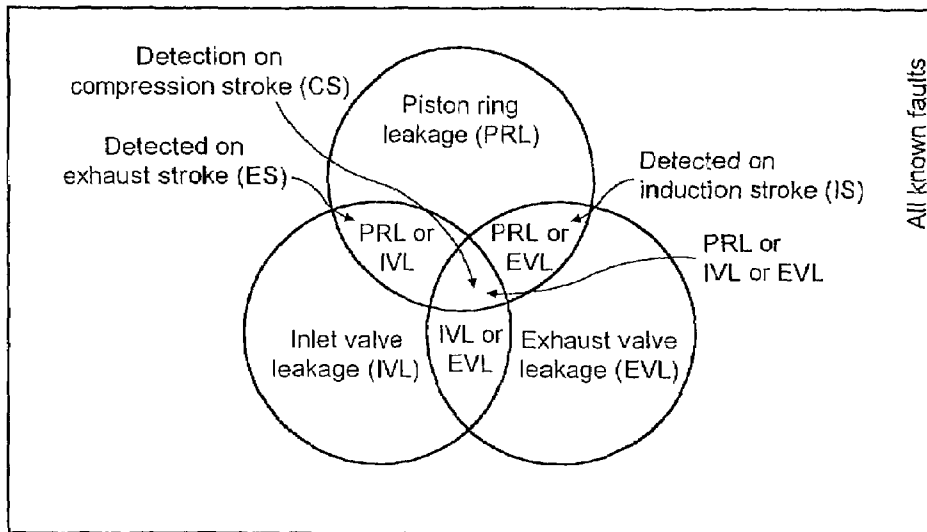 Detection on
compression stroke (CS)
Piston ring
leakage (PRL)
All known faults
Detected on
exhaust stroke (ES)
Detected on
induction stroke (IS)
PRL or
IVL
PRL or
EVL
PRL or
IVL or EVL
Inlet valve
leakage (IVL)
IVL or
EVL
Exhaust valve
leakage (EVL)